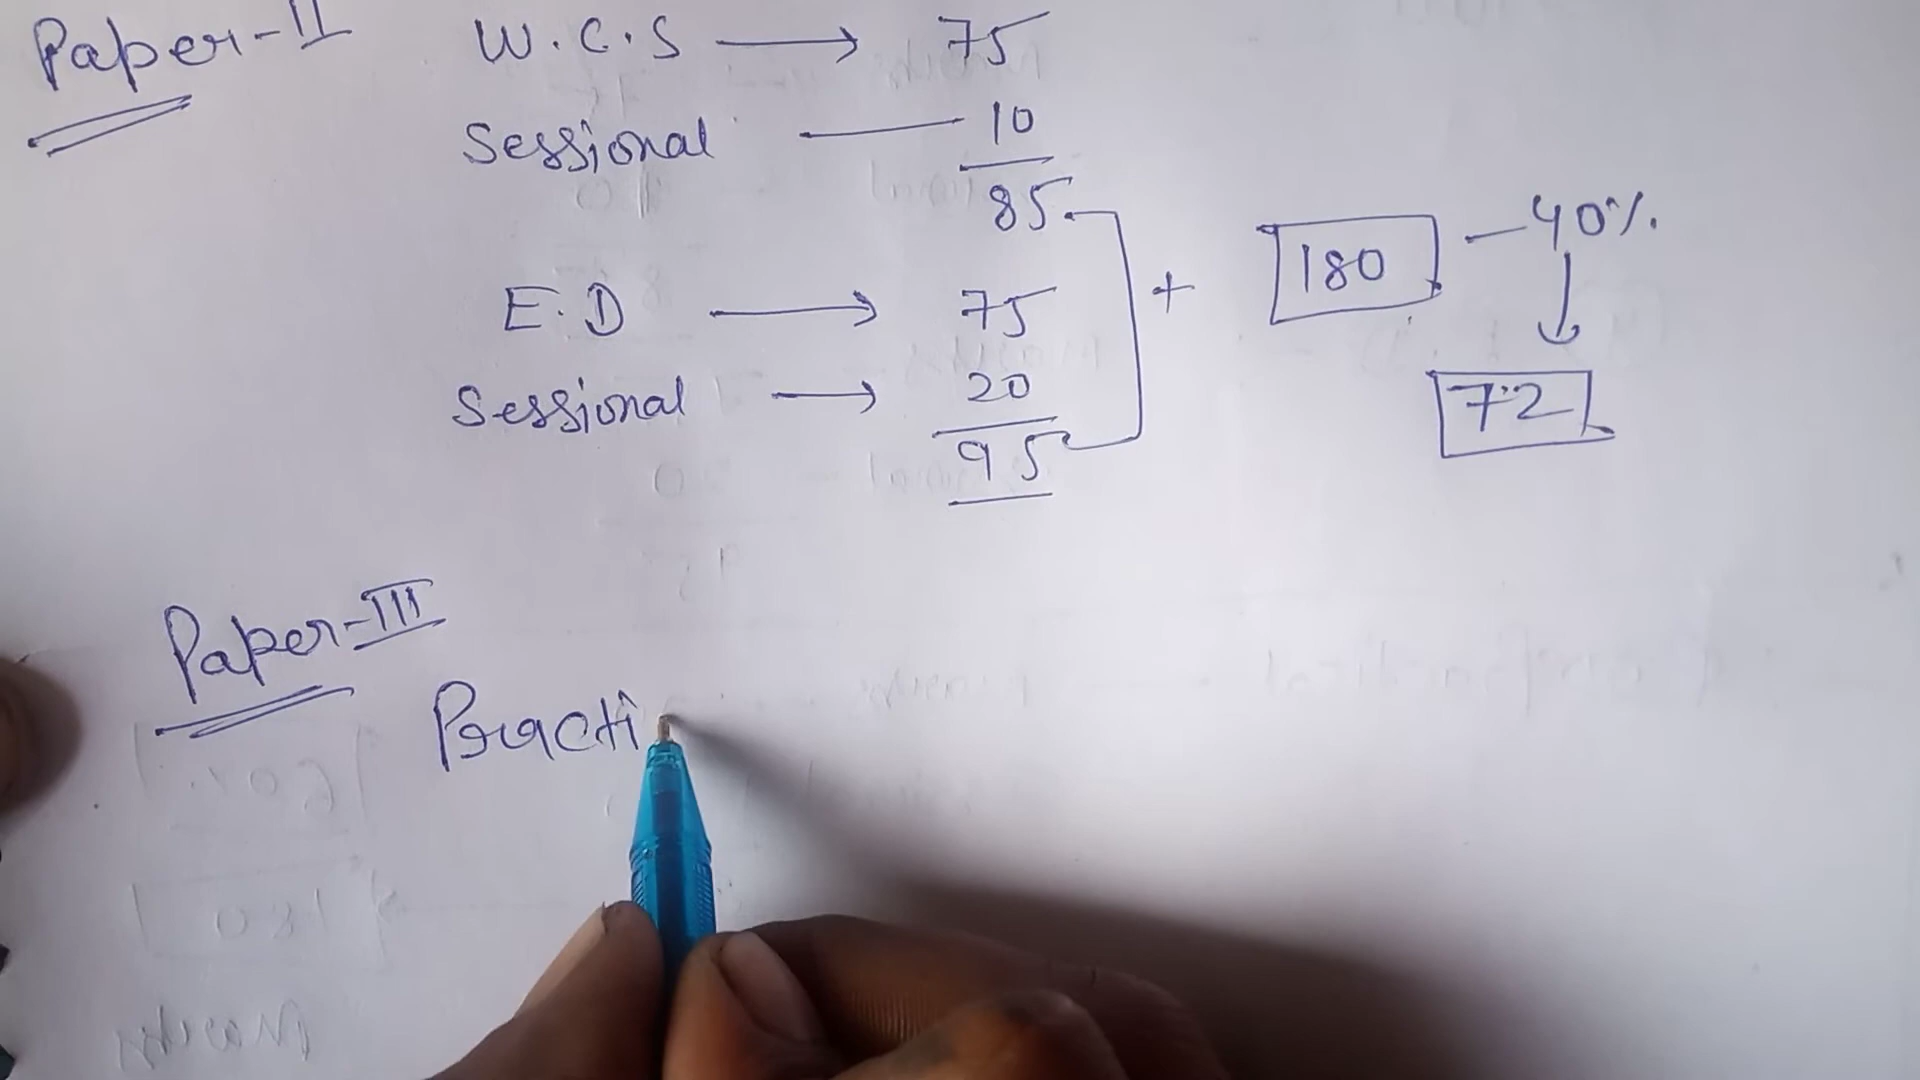 Paper-II W.C.S → 75
Sessional — 10
85
180 - 40%.
E.D → 75 +
Sessional → 20 72
95
Paper-III
Practi